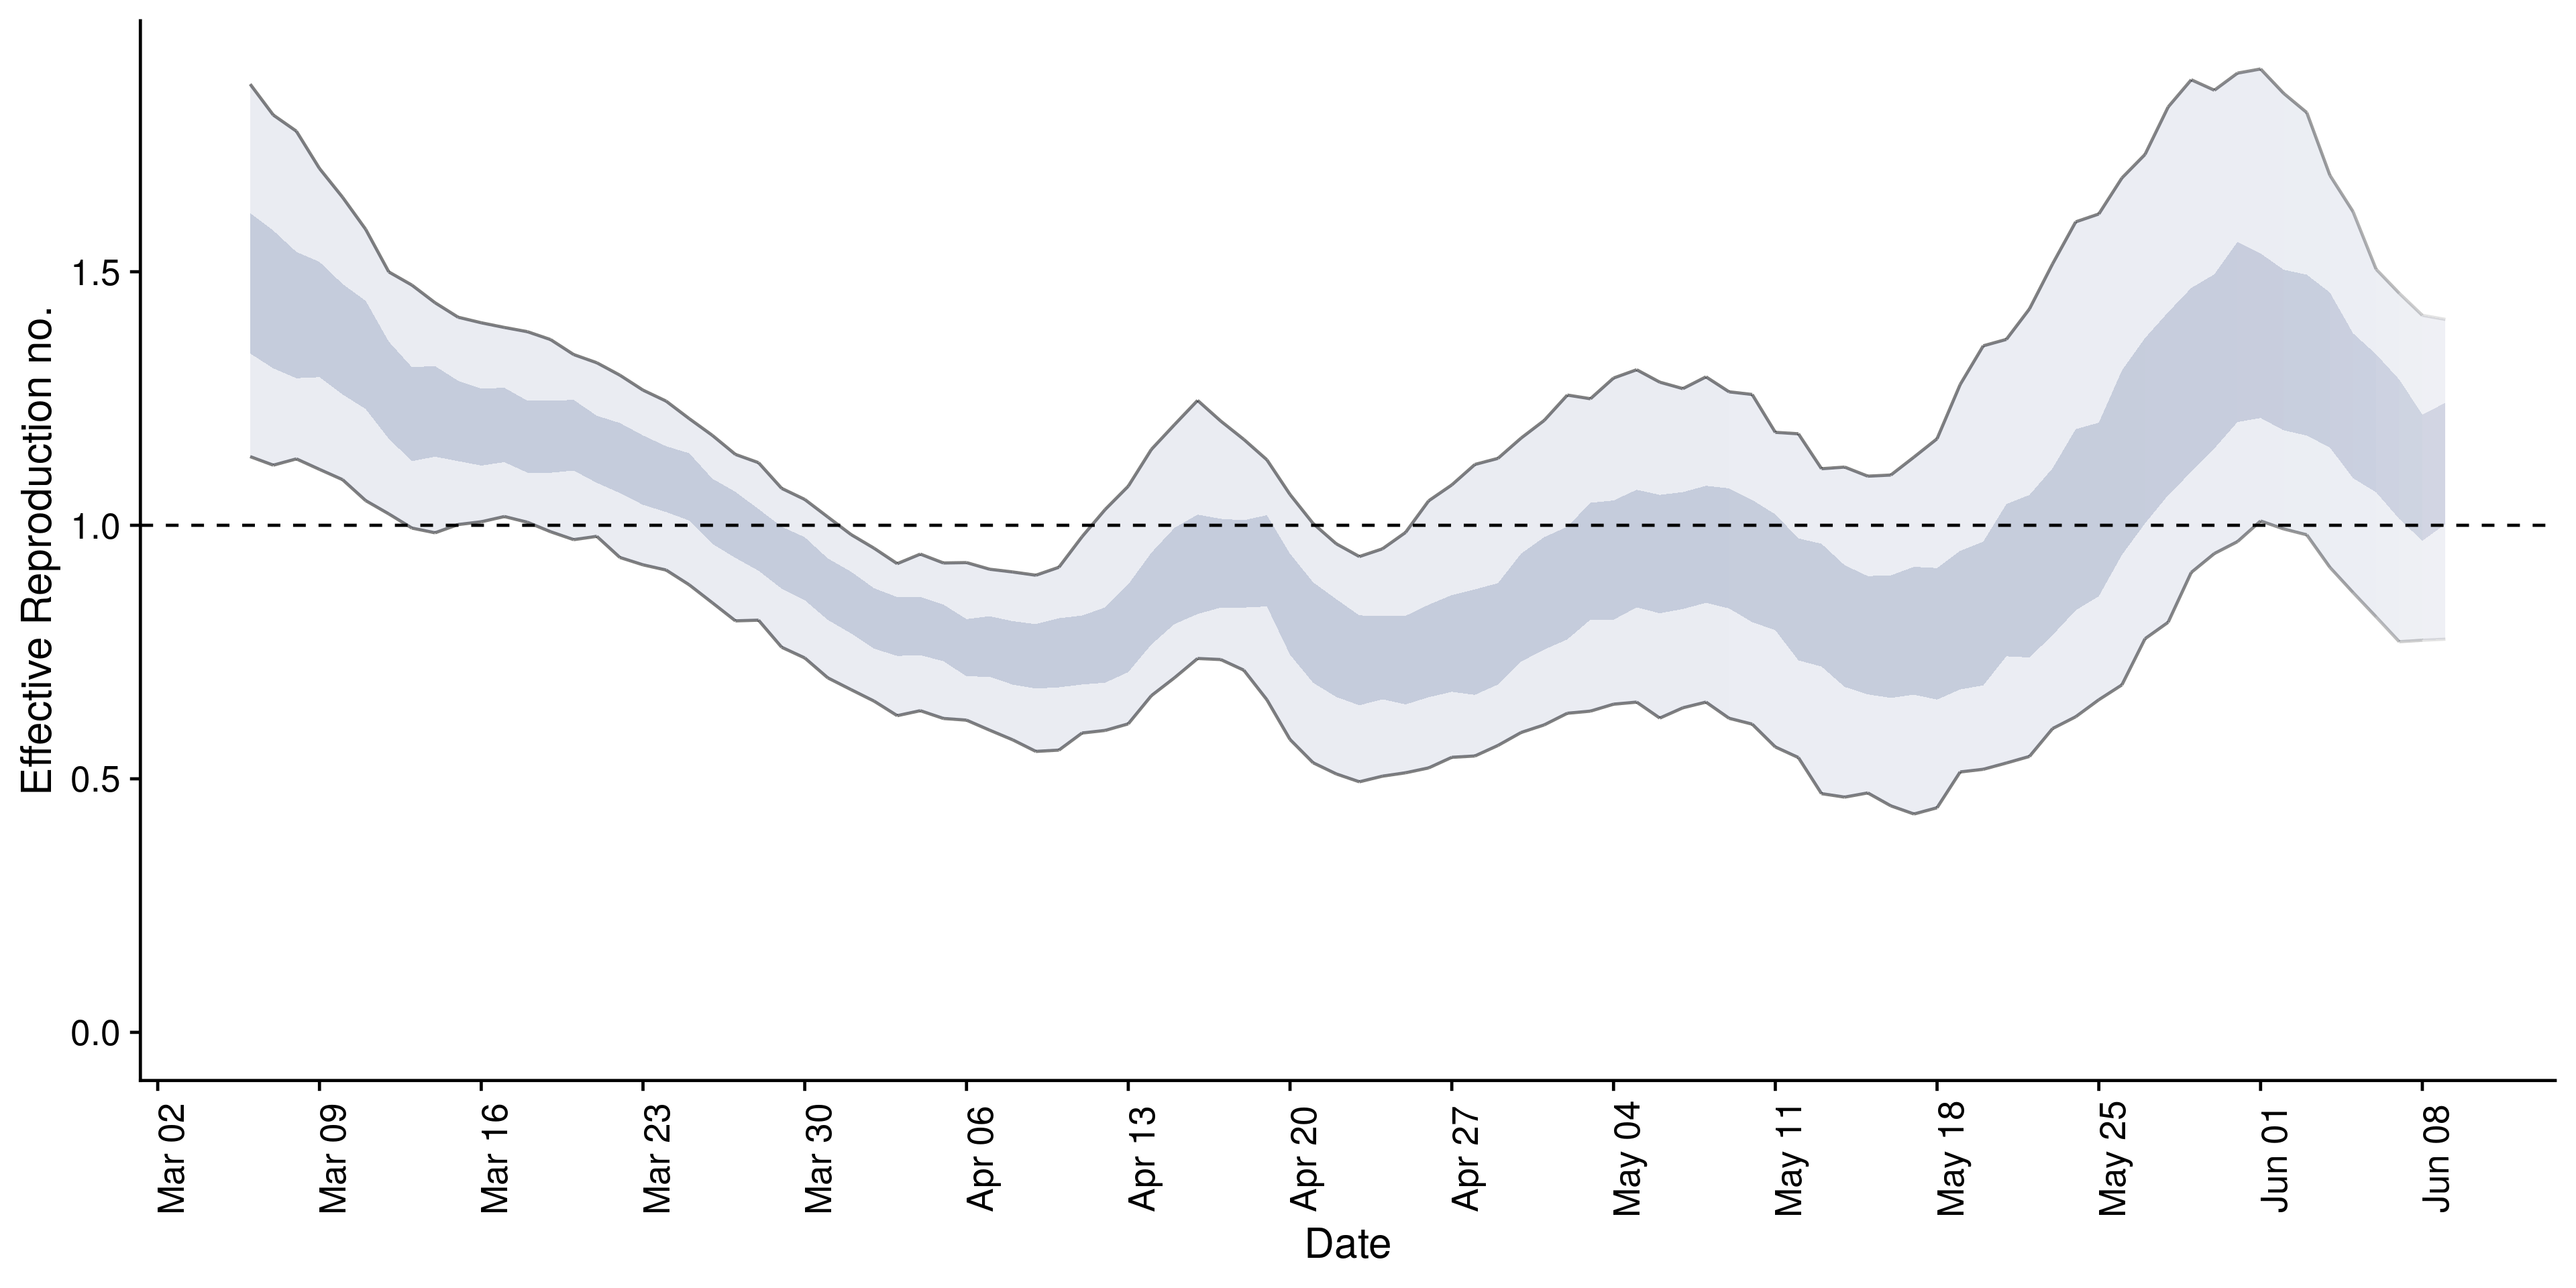 Effective Reproduction no.
1.5
1.0
0.5
0.0
Mar 02
Mar 09
Mar 16
Mar 23
Mar 30
Apr 06
Apr 13
Apr 20
Apr 27
May 04
May 11
May 18
May 25
Jun 01
Jun 08
Date